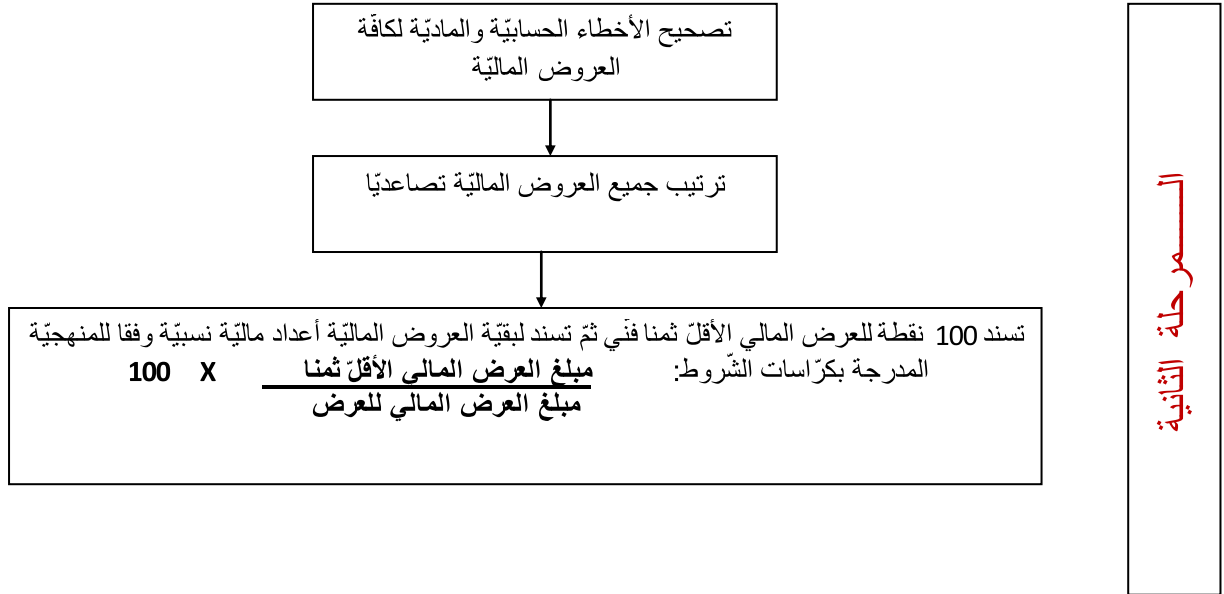 تصحيح الأخطاء الحسابيّة والماديّة لكافّة
العروض الماليّة
ترتيب جميع العروض الماليّة تصاعديّا
تسند 100 نقطة للعرض المالي الأقلّ ثمنا فنّي ثمّ تسند لبقيّة العروض الماليّة أعداد ماليّة نسبيّة وفقا للمنهجيّة
المدرجة بكرّاسات الشّروط: مبلغ العرض المالي الأقلّ ثمنا X 100
مبلغ العرض المالي للعرض
الـــــــمرحلة الثانية